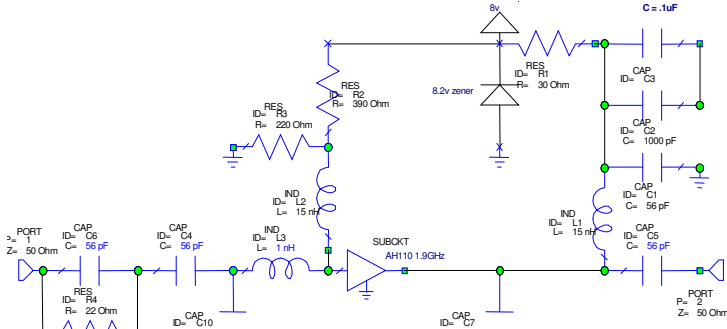 8v
C = .1uF
CAP
ID= C3
RES
ID= R1
R= 30 Ohm
RES
ID= R2
R= 390 Ohm
8.2v zener
CAP
ID= C2
C= 1000 pF
RES
ID= R3
R= 220 Ohm
CAP
ID= C1
C= 56 pF
IND
ID= L2
L= 15 nH
IND
ID= L1
L= 15 nH
PORT
P= 1
Z= 50 Ohm
CAP
ID= C6
C= 56 pF
CAP
ID= C4
C= 56 pF
IND
ID= L3
L= 1 nH
SUBCKT
AH110 1.9GHz
CAP
ID= C5
C= 56 pF
RES
ID= R4
R= 22 Ohm
CAP
ID= C10
CAP
ID= C7
PORT
P= 2
Z= 50 Ohm